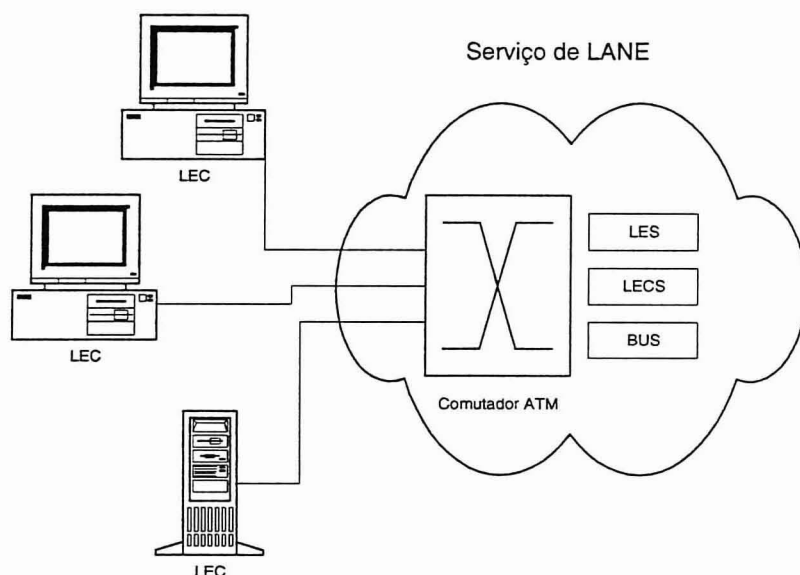 Serviço de LANE
LEC
LES
LECS
LEC
BUS
Comutador ATM
LEC